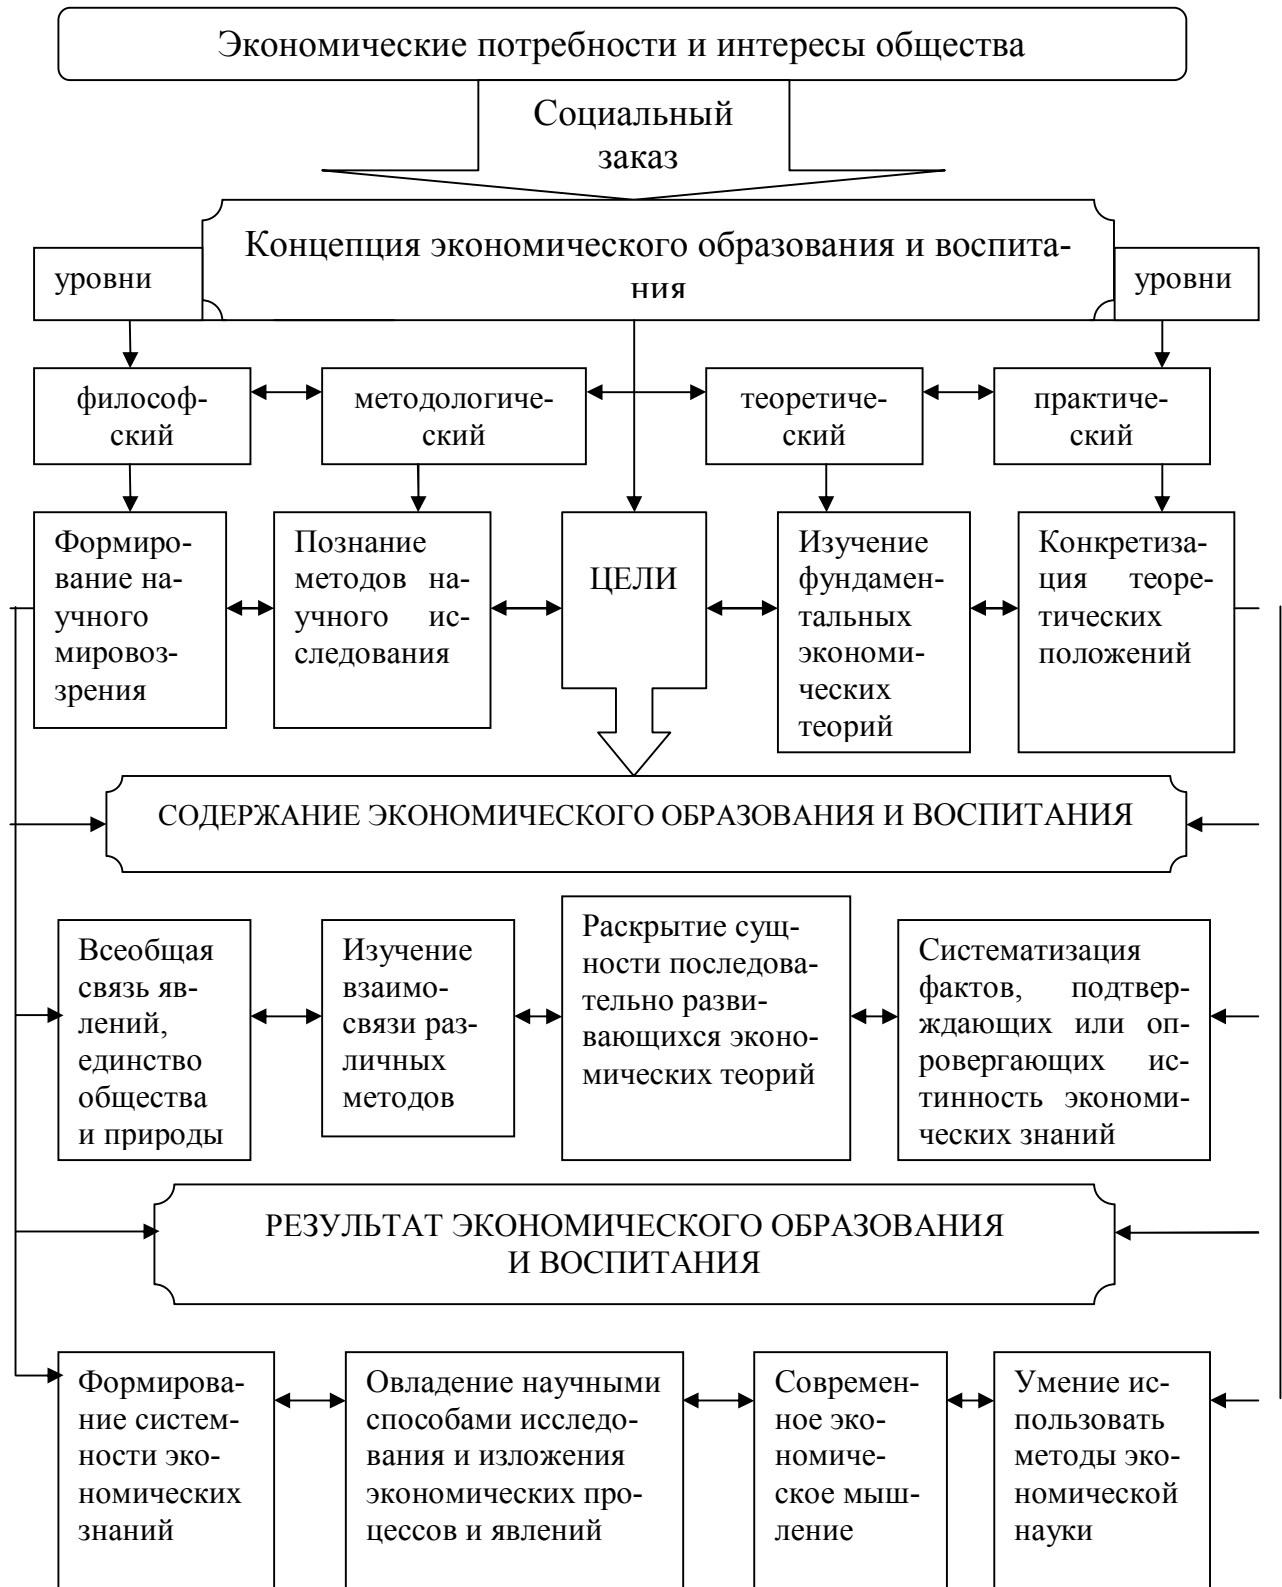 Экономические потребности и интересы общества
Социальный
заказ
Концепция экономического образования и воспита-
ния
уровни
уровни
философ-
ский
методологиче-
ский
теоретиче-
ский
практиче-
ский
Формиро-
вание на-
учного
мировоз-
зрения
Познание
методов на-
учного ис-
следования
ЦЕЛИ
Изучение
фундамен-
тальных
экономи-
ческих
теорий
Конкретиза-
ция теоре-
тических
положений
СОДЕРЖАНИЕ ЭКОНОМИЧЕСКОГО ОБРАЗОВАНИЯ И ВОСПИТАНИЯ
Всеобщая
связь яв-
лений,
единство
общества
и природы
Изучение
взаимо-
связи раз-
личных
методов
Раскрытие сущ-
ности последова-
тельно разви-
вающихся эконо-
мических теорий
Систематизация
фактов, подтвер-
ждающих или оп-
ровергающих ис-
тинность экономи-
ческих знаний
РЕЗУЛЬТАТ ЭКОНОМИЧЕСКОГО ОБРАЗОВАНИЯ
И ВОСПИТАНИЯ
Формирова-
ние систем-
ности эко-
номических
знаний
Овладение научными
способами исследо-
вания и изложения
экономических про-
цессов и явлений
Современ-
ное эко-
номиче-
ское мыш-
ление
Умение ис-
пользовать
методы эко-
номической
науки